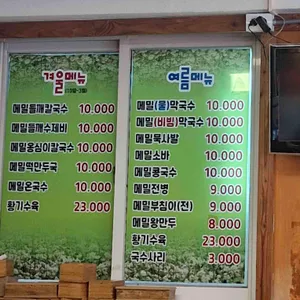 겨울메뉴
메밀들깨칼국수 10.000
메밀들깨수제비 10.000
메밀옹심이칼국수 10.000
메밀떡만두국 10.000
메밀온국수 10.000
황기수육 23.000
여름메뉴
메밀(물)막국수 10.000
메밀(비빔)막국수 10.000
메밀묵사발 10.000
메밀소바 10.000
메밀콩국수 10.000
메밀전병 9.000
메밀부침이(전) 9.000
메밀왕만두 8.000
황기수육 23.000
국수사리 3.000